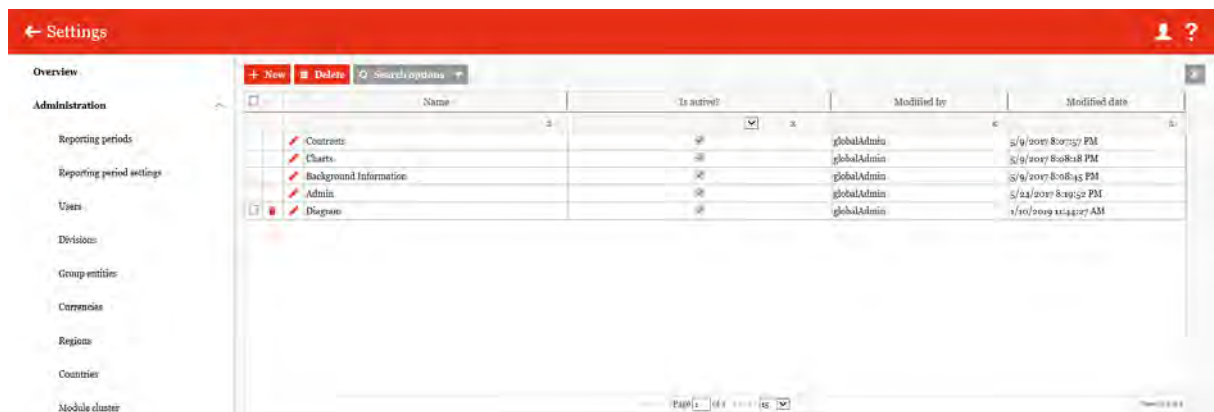 Settings
?
Overview
Administration
Reporting periods
Reporting period settings
Users
Divisions
Group entities
Currencies
Regions
Countries
Module cluster
+ New Delete Search options
Name Is active? Modified by Modified date
Contracts globalAdmin 5/9/2017 8:07:57 PM
Charts globalAdmin 5/9/2017 8:08:18 PM
Background Information globalAdmin 5/9/2017 8:08:45 PM
Admin globalAdmin 5/24/2017 8:19:52 PM
Diagram globalAdmin 1/10/2019 11:44:27 AM
Page 1 of 1 15